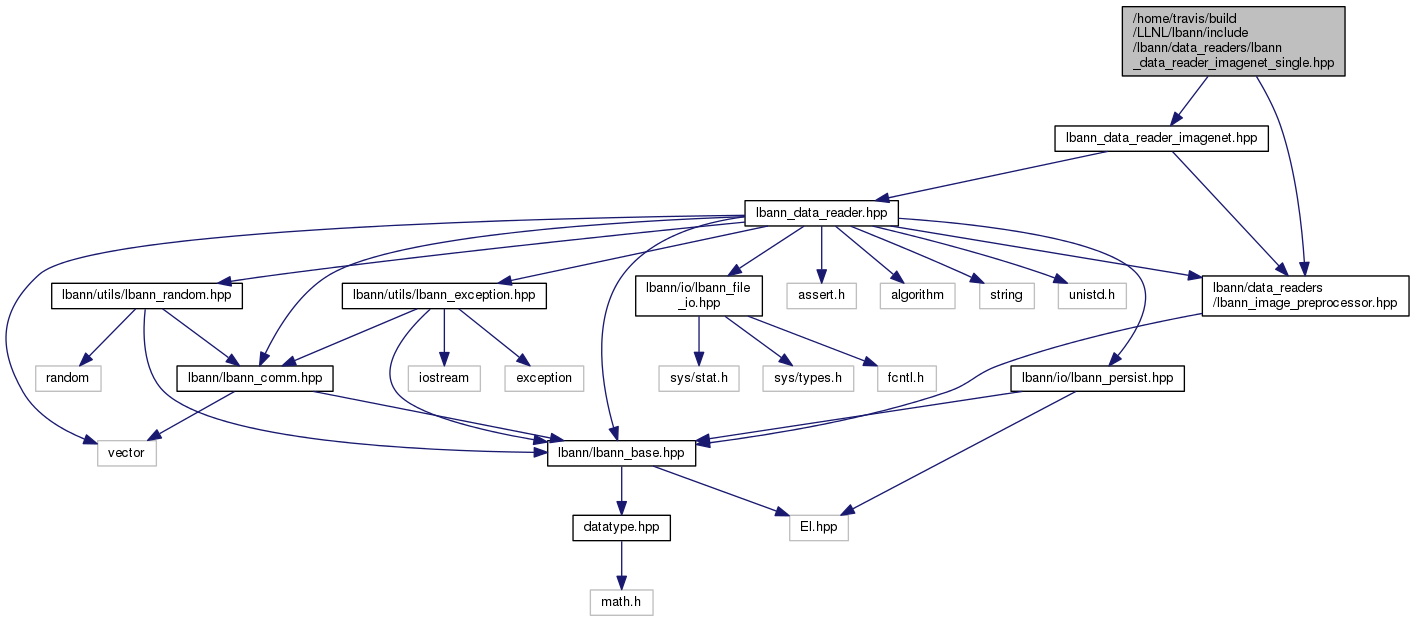 /home/travis/build
/LLNL/lbann/include
/lbann/data_readers/lbann
_data_reader_imagenet_single.hpp
lbann_data_reader_imagenet.hpp
lbann_data_reader.hpp
lbann/utils/lbann_random.hpp
lbann/utils/lbann_exception.hpp
lbann/io/lbann_file
_io.hpp
assert.h
algorithm
string
unistd.h
lbann/data_readers
/lbann_image_preprocessor.hpp
random
lbann/lbann_comm.hpp
iostream
exception
sys/stat.h
sys/types.h
fcntl.h
lbann/io/lbann_persist.hpp
vector
lbann/lbann_base.hpp
datatype.hpp
El.hpp
math.h